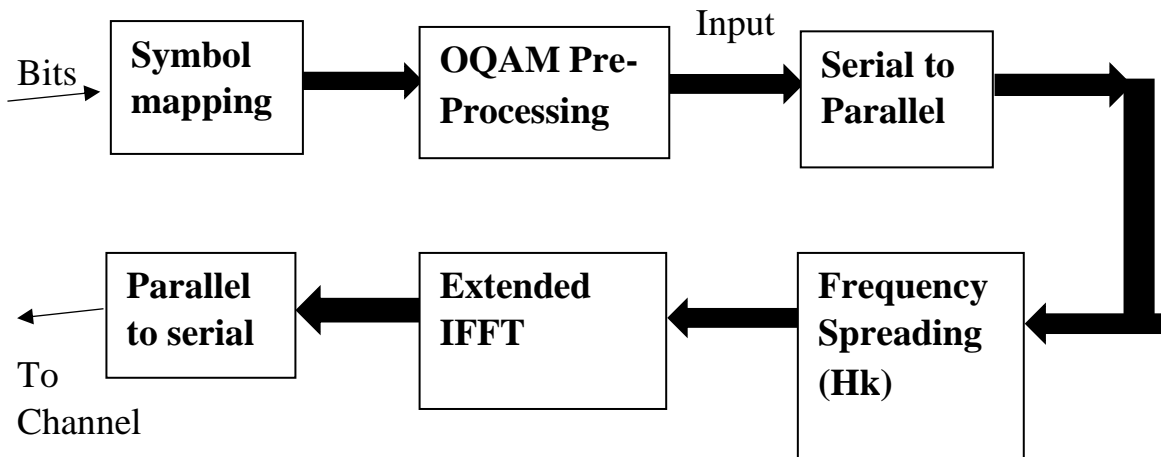 Bits
Symbol
mapping
OQAM Pre-
Processing
Input
Serial to
Parallel
Frequency
Spreading
(Hk)
Extended
IFFT
Parallel
to serial
To
Channel